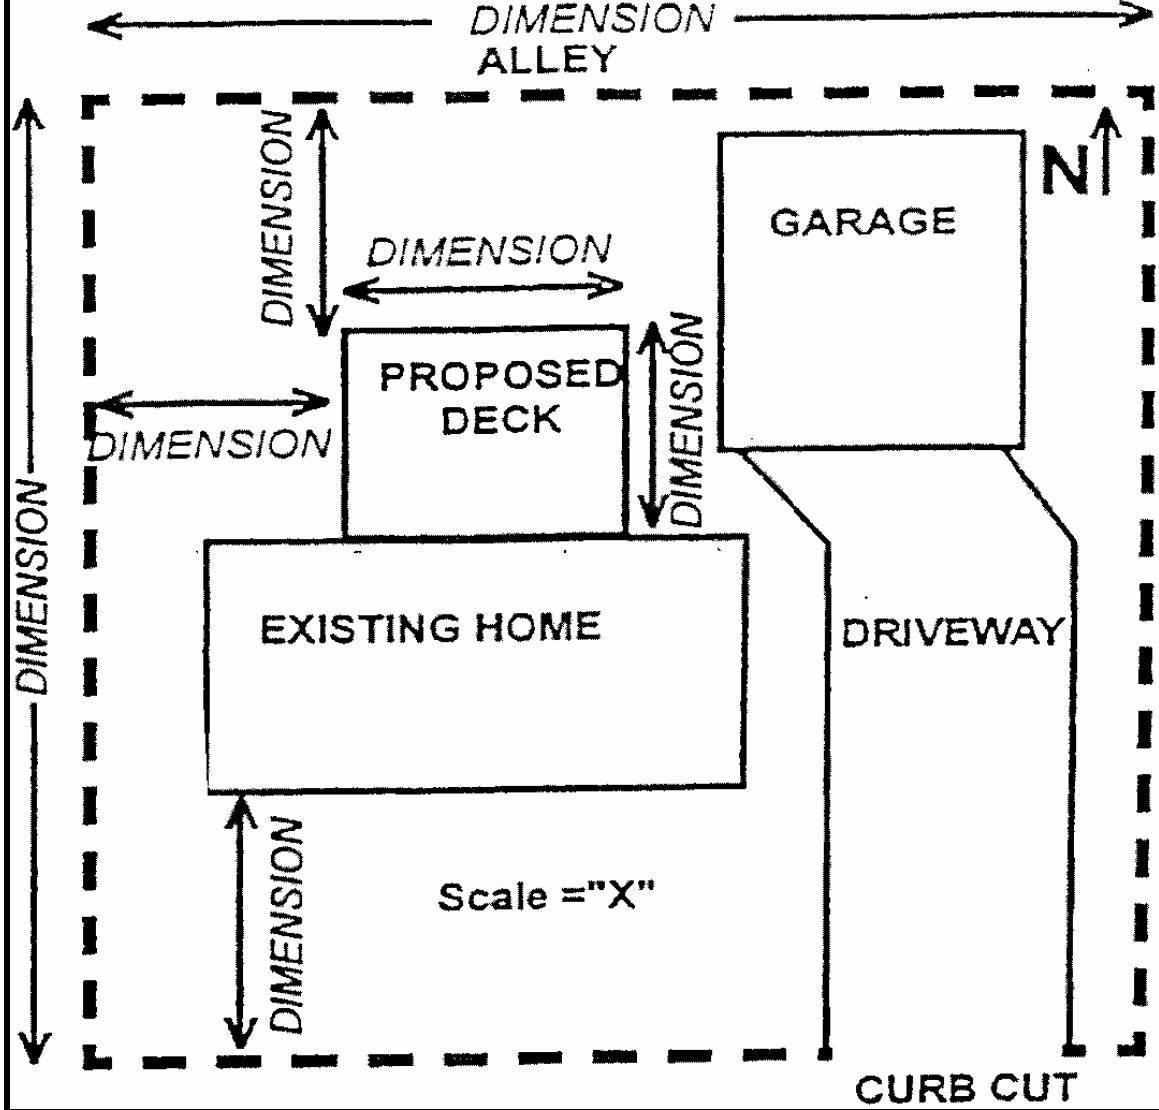 DIMENSION
ALLEY
DIMENSION
N
GARAGE
DIMENSION
DIMENSION
PROPOSED
DECK
DIMENSION
DIMENSION
EXISTING HOME
DRIVEWAY
DIMENSION
Scale ="X"
CURB CUT